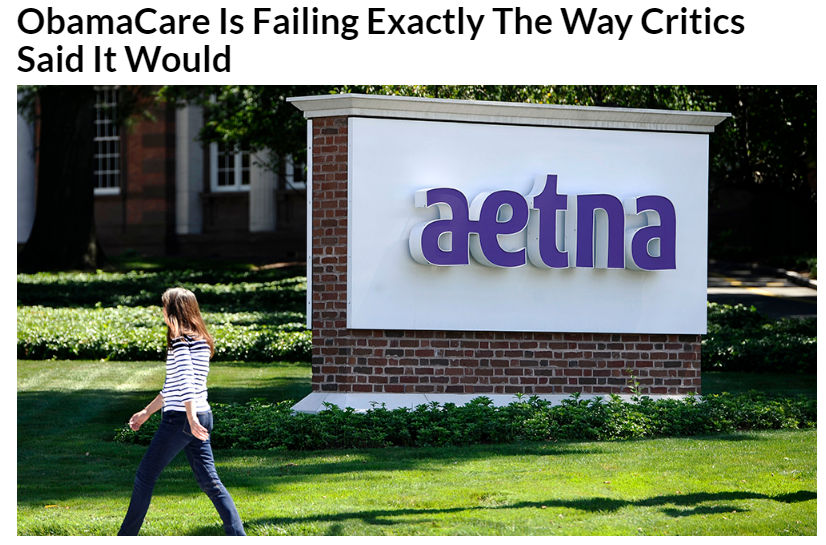 ObamaCare Is Failing Exactly The Way Critics
Said It Would
aetna